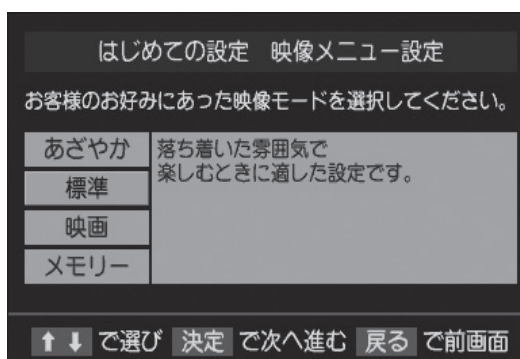 はじめての設定　映像メニュー設定
お客様のお好みにあった映像モードを選択してください。
あざやか
標準
映画
メモリー
落ち着いた雰囲気で
楽しむときに適した設定です。
↑ ↓ で選び 決定 で次へ進む 戻る で前画面